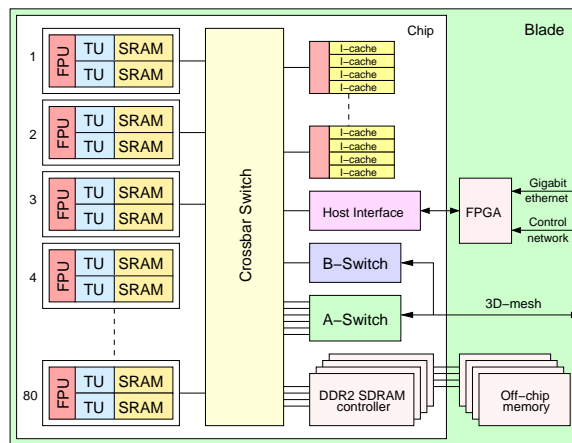 Chip
Blade
1
FPU
TU
SRAM
TU
SRAM
2
FPU
TU
SRAM
TU
SRAM
3
FPU
TU
SRAM
TU
SRAM
4
FPU
TU
SRAM
TU
SRAM
80
FPU
TU
SRAM
TU
SRAM
Crossbar Switch
I−cache
I−cache
I−cache
I−cache
I−cache
I−cache
I−cache
I−cache
Host Interface
FPGA
Gigabit
ethernet
Control
network
B−Switch
A−Switch
3D−mesh
DDR2 SDRAM
controller
Off−chip
memory